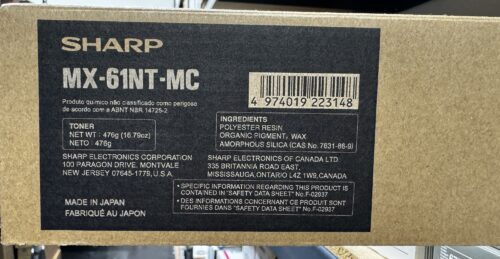 SHARP
MX-61NT-MC
Produto químico não classificado como perigoso
de acordo com a ABNT NBR 14725-2
4 974019 223148
TONER
NET WT : 476g (16.79oz)
NETO : 476g
INGREDIENTS
POLYESTER RESIN
ORGANIC PIGMENT, WAX
AMORPHOUS SILICA (CAS No. 7631-86-9)
SHARP ELECTRONICS CORPORATION
100 PARAGON DRIVE, MONTVALE
NEW JERSEY 07645-1779, U.S.A.
SHARP ELECTRONICS OF CANADA LTD.
335 BRITANNIA ROAD EAST,
MISSISSAUGA, ONTARIO L4Z 1W9, CANADA
• SPECIFIC INFORMATION REGARDING THIS PRODUCT IS
CONTAINED IN "SAFETY DATA SHEET" No.F-02937
• DES INFORMATIONS CONCERNANT CE PRODUIT SONT
FOURNIES DANS "SAFETY DATA SHEET" No.F-02937
MADE IN JAPAN
FABRIQUÉ AU JAPON